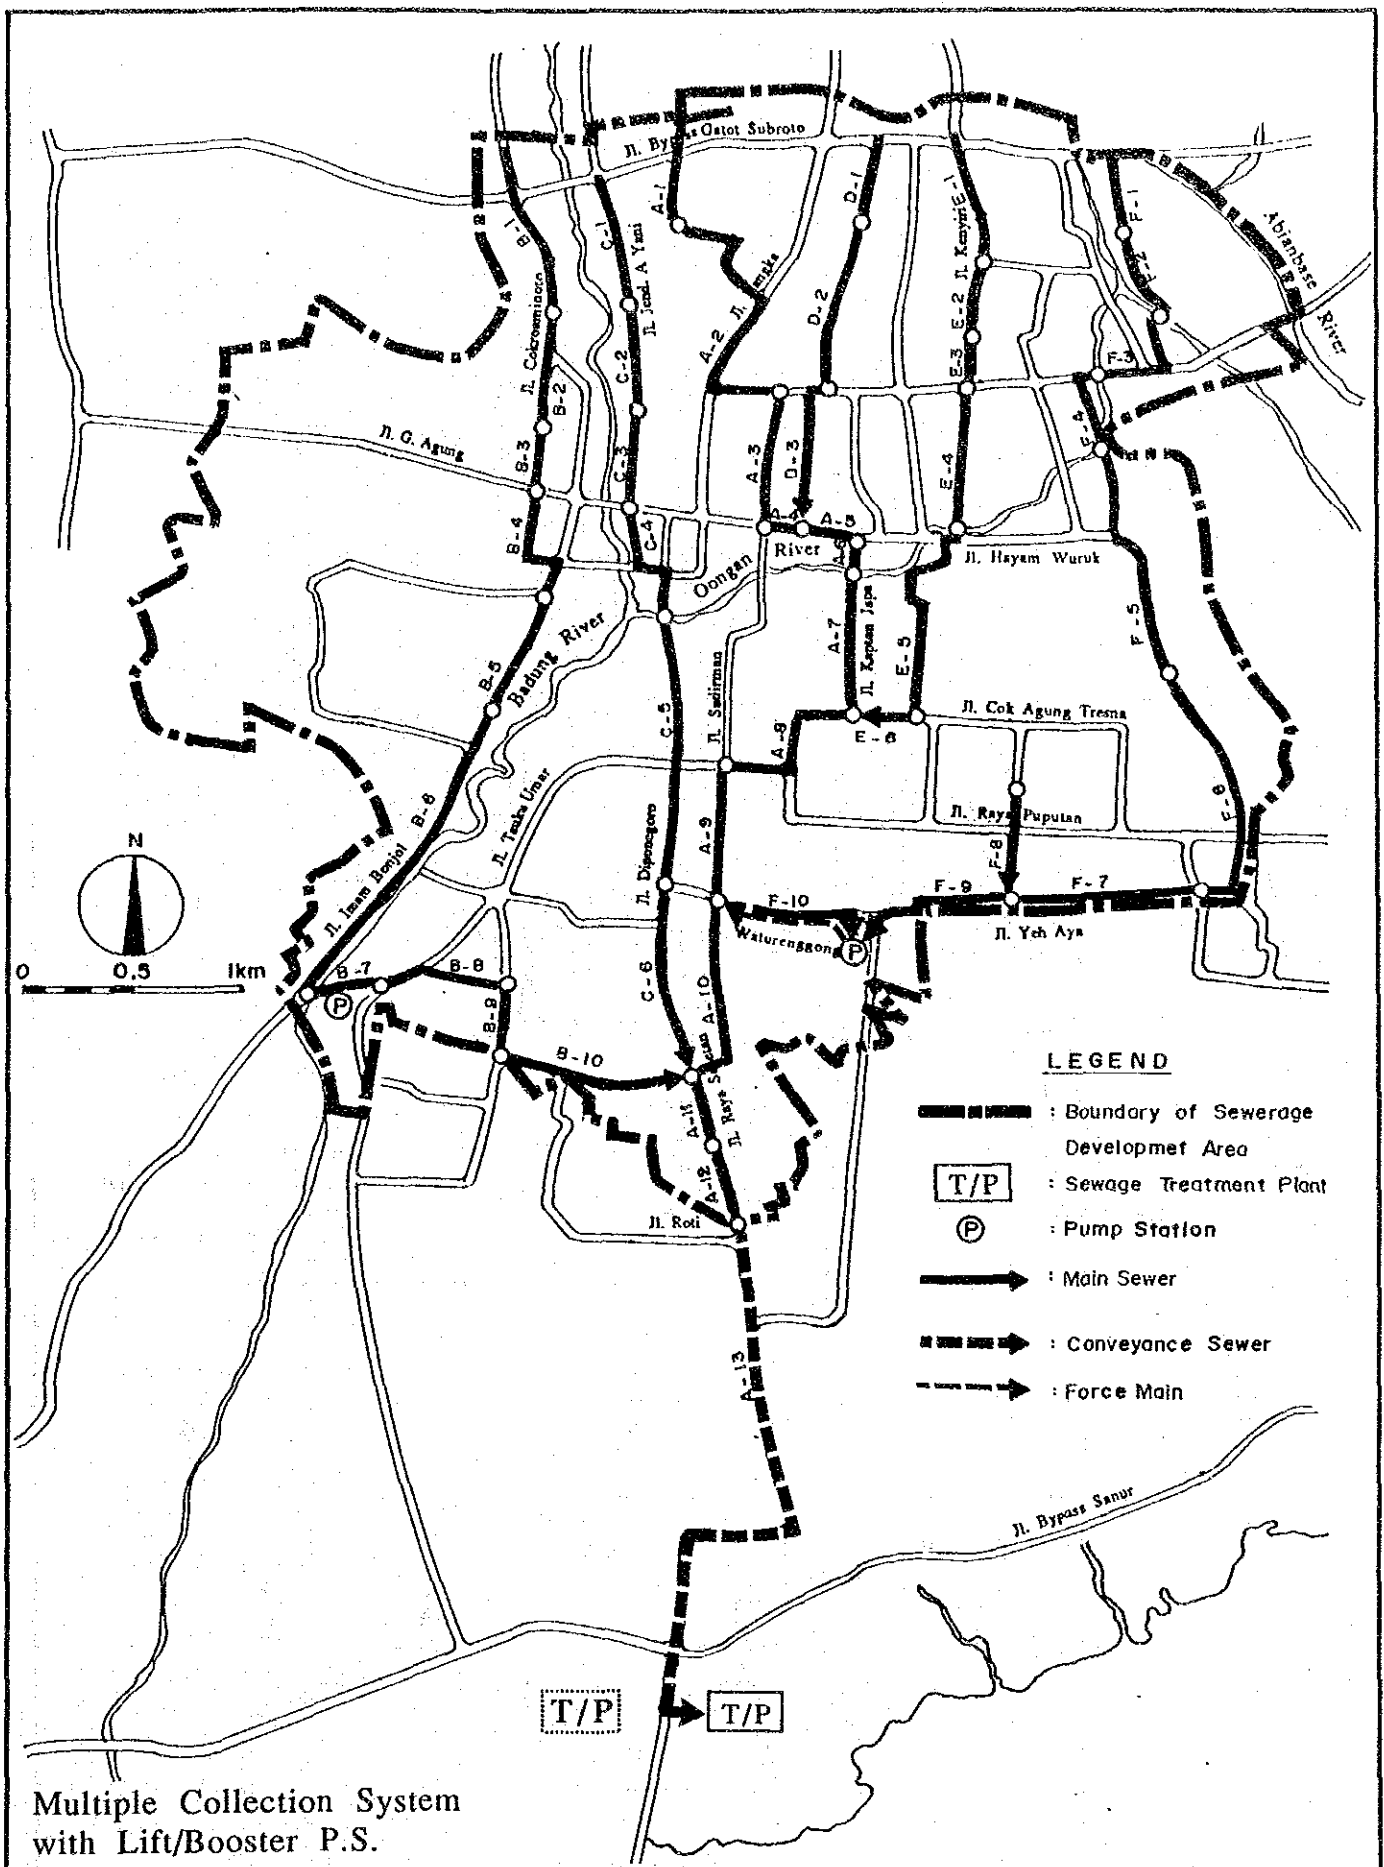 Jl. Bypass Gatot Subroto
A-1
D-1
E-1
F-1
B-1
C-1
Jl. Jend. A Yani
Jl. Kenyiri
F-2
Abianbase
River
Jl. Cokroaminoto
D-2
E-2
A-2
C-2
E-3
F-3
B-2
F-4
Jl. G. Agung
B-3
C-3
A-3
D-3
E-4
B-4
C-4
A-4
A-5
A-6
River
Oongan
Jl. Hayam Wuruk
A-7
Jl. Kapten Japa
E-5
F-5
B-5
Badung River
C-5
Jl. Sudirman
Jl. Cok Agung Tresna
E-6
A-8
B-6
Jl. Teuku Umar
F-6
Jl. Raya Puputan
A-9
F-8
N
Jl. Imam Bonjol
Jl. Diponegoro
F-10
F-9
F-7
Waturenggong
P
Jl. Yeh Aya
0 0.5 1km
B-7
B-8
P
B-9
C-6
A-10
B-10
Jl. Raya Sesetan
A-11
A-12
Jl. Roti
A-13
LEGEND
: Boundary of Sewerage
Developmet Area
T/P : Sewage Treatment Plant
P : Pump Station
: Main Sewer
: Conveyance Sewer
: Force Main
Jl. Bypass Sanur
T/P
T/P
Multiple Collection System
with Lift/Booster P.S.